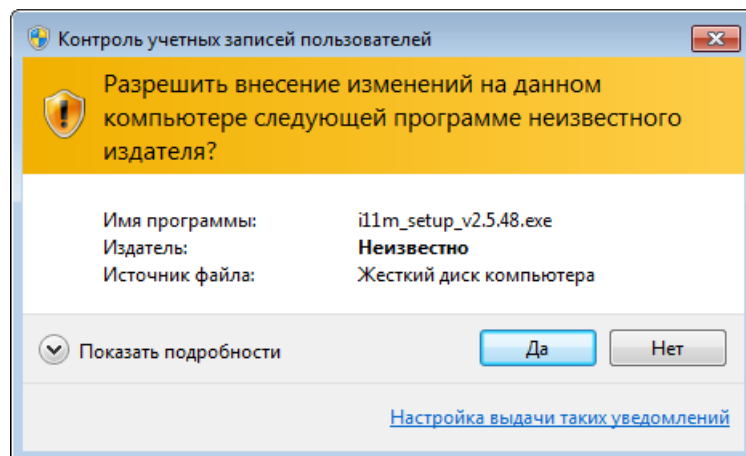 Контроль учетных записей пользователей
Разрешить внесение изменений на данном
компьютере следующей программе неизвестного
издателя?
Имя программы: i11m_setup_v2.5.48.exe
Издатель: Неизвестно
Источник файла: Жесткий диск компьютера
Показать подробности Да Нет
Настройка выдачи таких уведомлений